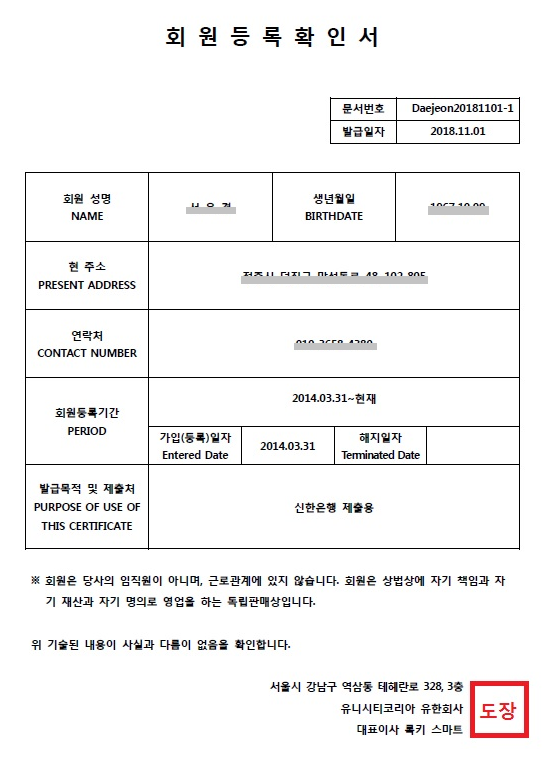 회 원 등 록 확 인 서
문서번호 Daejeon20181101-1
발급일자 2018.11.01
회원 성명 생년월일
NAME BIRTHDATE
현 주소
PRESENT ADDRESS
연락처
CONTACT NUMBER
회원등록기간
PERIOD
2014.03.31~현재
가입(등록)일자 2014.03.31 해지일자
Entered Date Terminated Date
발급목적 및 제출처
PURPOSE OF USE OF
THIS CERTIFICATE
신한은행 제출용
※ 회원은 당사의 임직원이 아니며, 근로관계에 있지 않습니다. 회원은 상법상에 자기 책임과 자
기 재산과 자기 명의로 영업을 하는 독립판매상입니다.
위 기술된 내용이 사실과 다름이 없음을 확인합니다.
서울시 강남구 역삼동 테헤란로 328, 3층
유니시티코리아 유한회사
대표이사 록키 스마트
도장